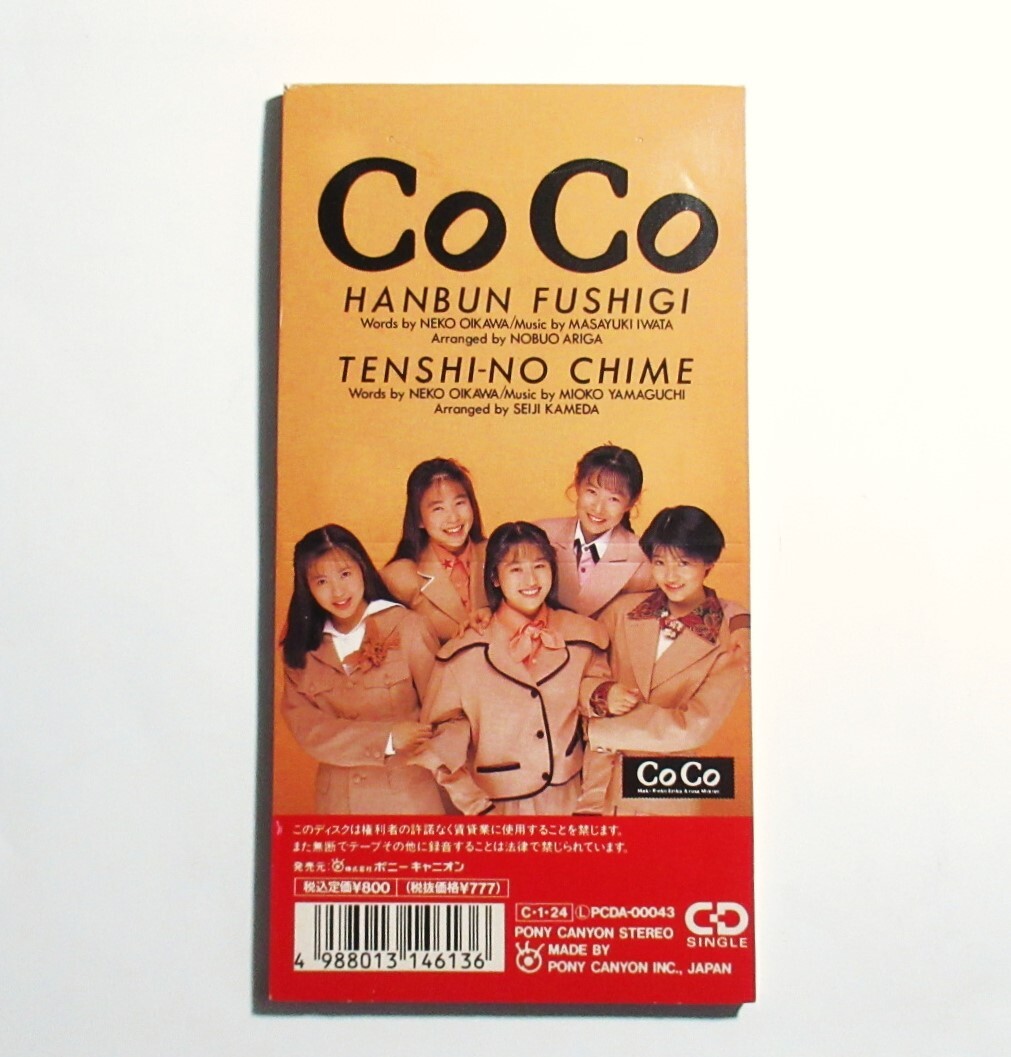 CoCo
HANBUN FUSHIGI
Words by NEKO OIKAWA/Music by MASAYUKI IWATA
Arranged by NOBUO ARIGA
TENSHI-NO CHIME
Words by NEKO OIKAWA/Music by MIOKO YAMAGUCHI
Arranged by SEIJI KAMEDA
CoCo
このディスクは権利者の許諾なく賃貸業に使用することを禁じます。
また無断でテープその他に録音することは法律で禁じられています。
発売元:株式会社ポニーキャニオン
税込定価¥800 (税抜価格¥777)
C・1・24 Ⓛ PCDA-00043
PONY CANYON STEREO
MADE BY
PONY CANYON INC., JAPAN
CD
SINGLE
4 988013 146136